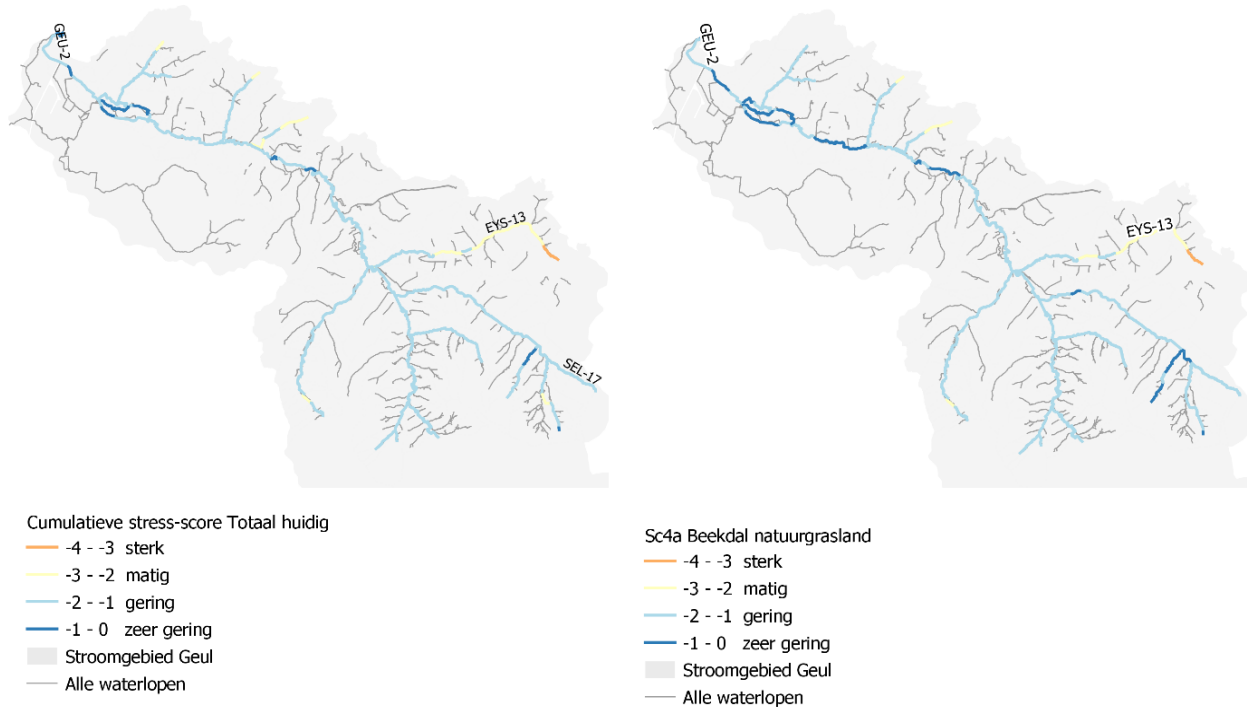 GEU-2
EYS-13
SEL-17
Cumulatieve stress-score Totaal huidig
-4 - -3 sterk
-3 - -2 matig
-2 - -1 gering
-1 - 0 zeer gering
Stroomgebied Geul
Alle waterlopen
GEU-2
EYS-13
Sc4a Beekdal natuurgrasland
-4 - -3 sterk
-3 - -2 matig
-2 - -1 gering
-1 - 0 zeer gering
Stroomgebied Geul
Alle waterlopen